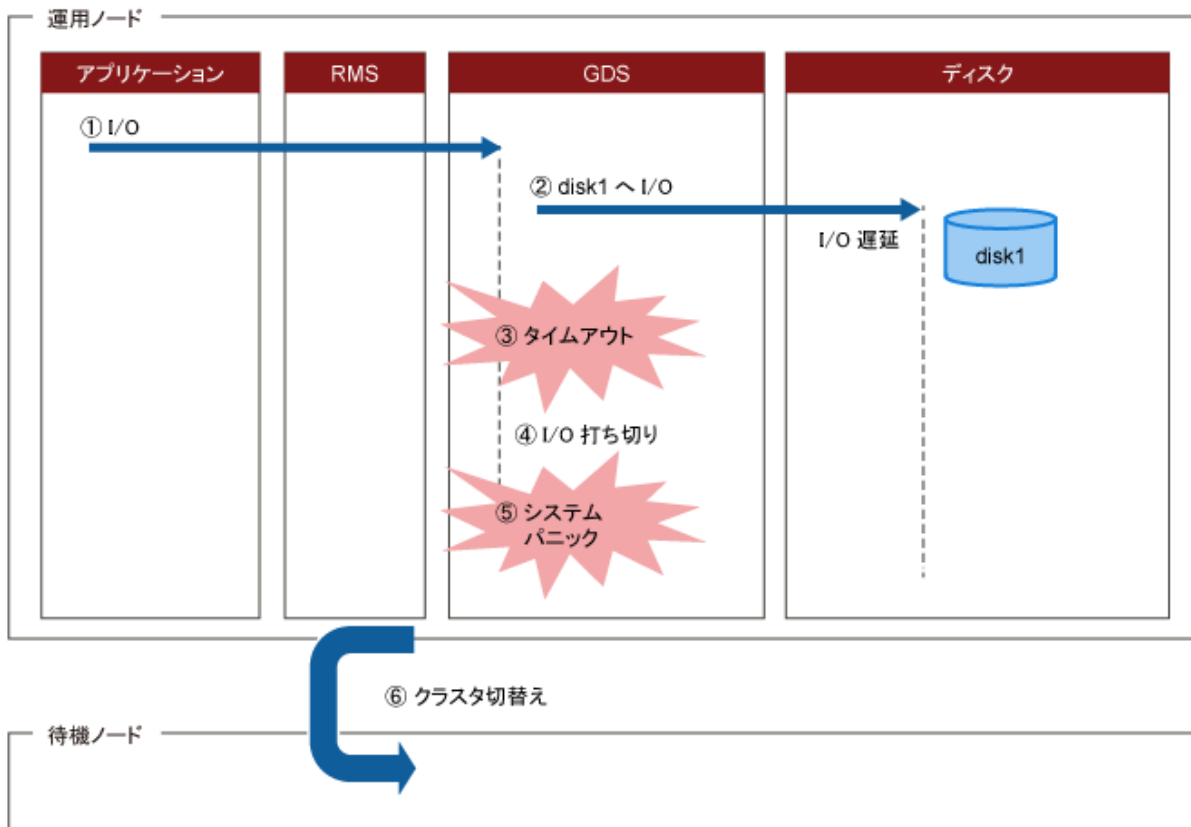 運用ノード
アプリケーション
RMS
GDS
ディスク
① I/O
② disk1 へ I/O
I/O 遅延
disk1
③ タイムアウト
④ I/O 打ち切り
⑤ システム
パニック
⑥ クラスタ切替え
待機ノード